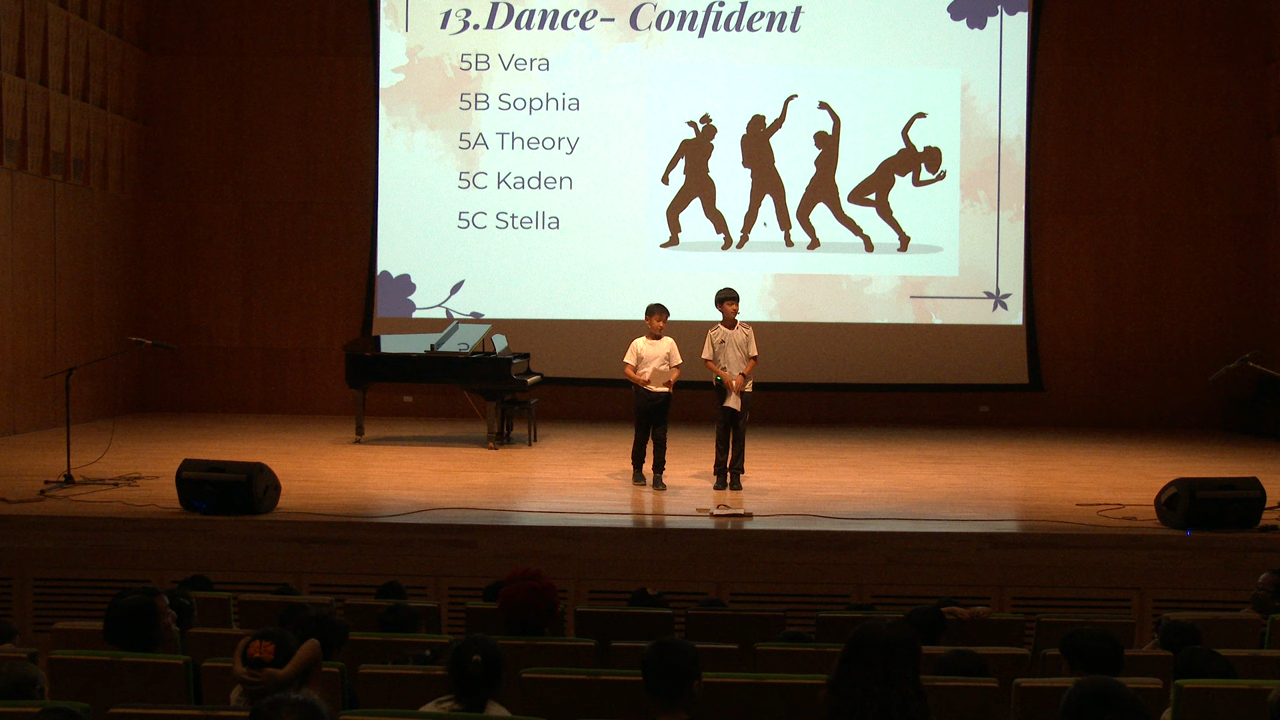 13.Dance- Confident
5B Vera
5B Sophia
5A Theory
5C Kaden
5C Stella